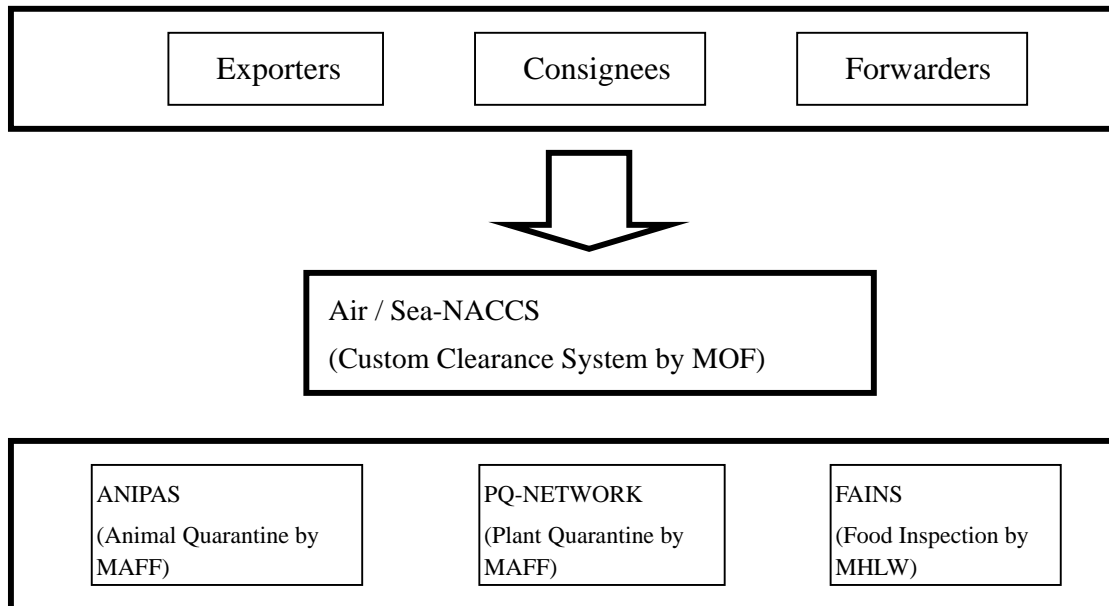 Exporters
Consignees
Forwarders
Air / Sea-NACCS
(Custom Clearance System by MOF)
ANIPAS
(Animal Quarantine by
MAFF)
PQ-NETWORK
(Plant Quarantine by
MAFF)
FAINS
(Food Inspection by
MHLW)